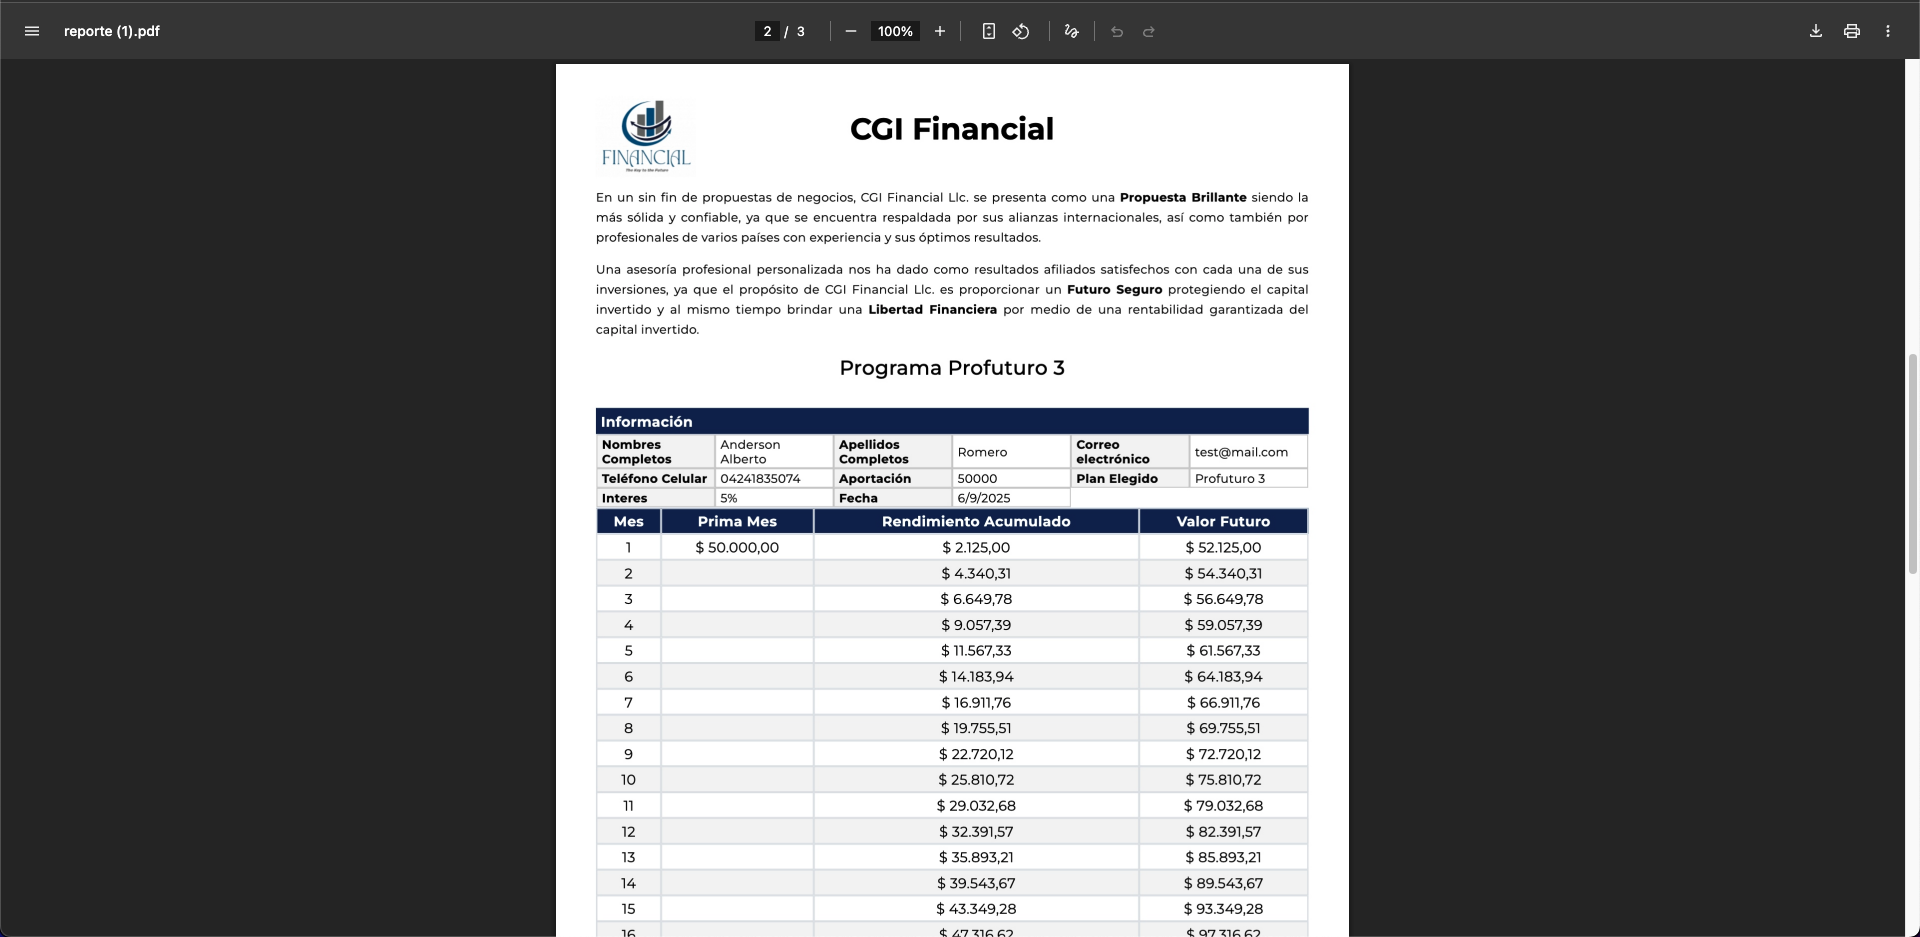 reporte (1).pdf
2 / 3
100%
FINANCIAL
The Key to the Future
CGI Financial
En un sin fin de propuestas de negocios, CGI Financial Llc. se presenta como una Propuesta Brillante siendo la
más sólida y confiable, ya que se encuentra respaldada por sus alianzas internacionales, así como también por
profesionales de varios países con experiencia y sus óptimos resultados.
Una asesoría profesional personalizada nos ha dado como resultados afiliados satisfechos con cada una de sus
inversiones, ya que el propósito de CGI Financial Llc. es proporcionar un Futuro Seguro protegiendo el capital
invertido y al mismo tiempo brindar una Libertad Financiera por medio de una rentabilidad garantizada del
capital invertido.
Programa Profuturo 3
Información
Nombres Completos Anderson Alberto Apellidos Completos Romero Correo electrónico test@mail.com
Teléfono Celular 04241835074 Aportación 50000 Plan Elegido Profuturo 3
Interes 5% Fecha 6/9/2025
Mes Prima Mes Rendimiento Acumulado Valor Futuro
1 $ 50.000,00 $ 2.125,00 $ 52.125,00
2 $ 4.340,31 $ 54.340,31
3 $ 6.649,78 $ 56.649,78
4 $ 9.057,39 $ 59.057,39
5 $ 11.567,33 $ 61.567,33
6 $ 14.183,94 $ 64.183,94
7 $ 16.911,76 $ 66.911,76
8 $ 19.755,51 $ 69.755,51
9 $ 22.720,12 $ 72.720,12
10 $ 25.810,72 $ 75.810,72
11 $ 29.032,68 $ 79.032,68
12 $ 32.391,57 $ 82.391,57
13 $ 35.893,21 $ 85.893,21
14 $ 39.543,67 $ 89.543,67
15 $ 43.349,28 $ 93.349,28
16 $ 47.316,62 $ 97.316,62